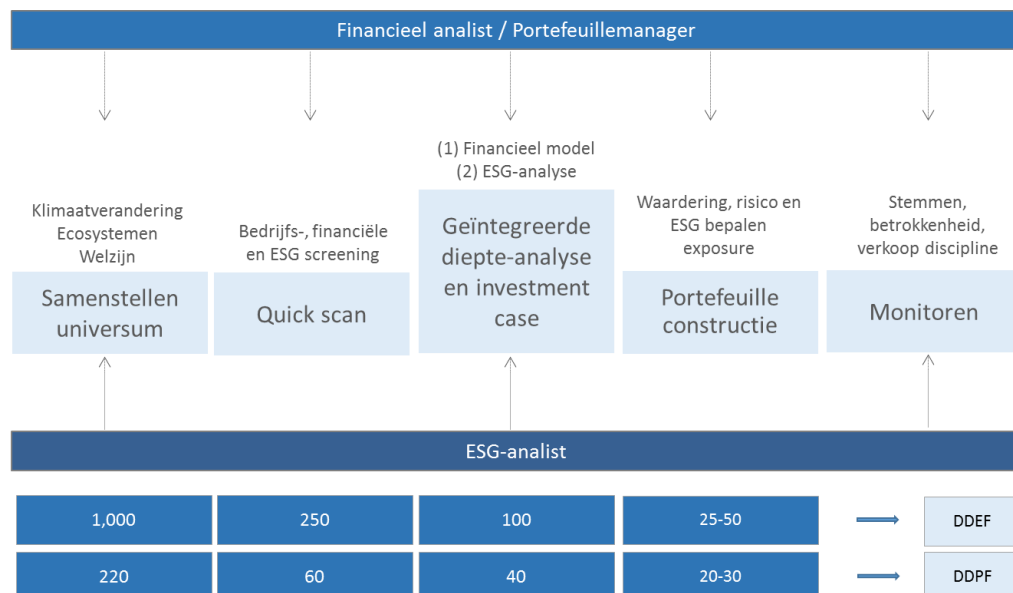 Financieel analist / Portefeuillemanager
Klimaatverandering
Ecosystemen
Welzijn
Samenstellen
universum
Bedrijfs-, financiële
en ESG screening
Quick scan
(1) Financieel model
(2) ESG-analyse
Geïntegreerde
diepte-analyse
en investment
case
Waardering, risico en
ESG bepalen
exposure
Portefeuille
constructie
Stemmen,
betrokkenheid,
verkoop discipline
Monitoren
ESG-analist
1,000 250 100 25-50 DDEF
220 60 40 20-30 DDPF